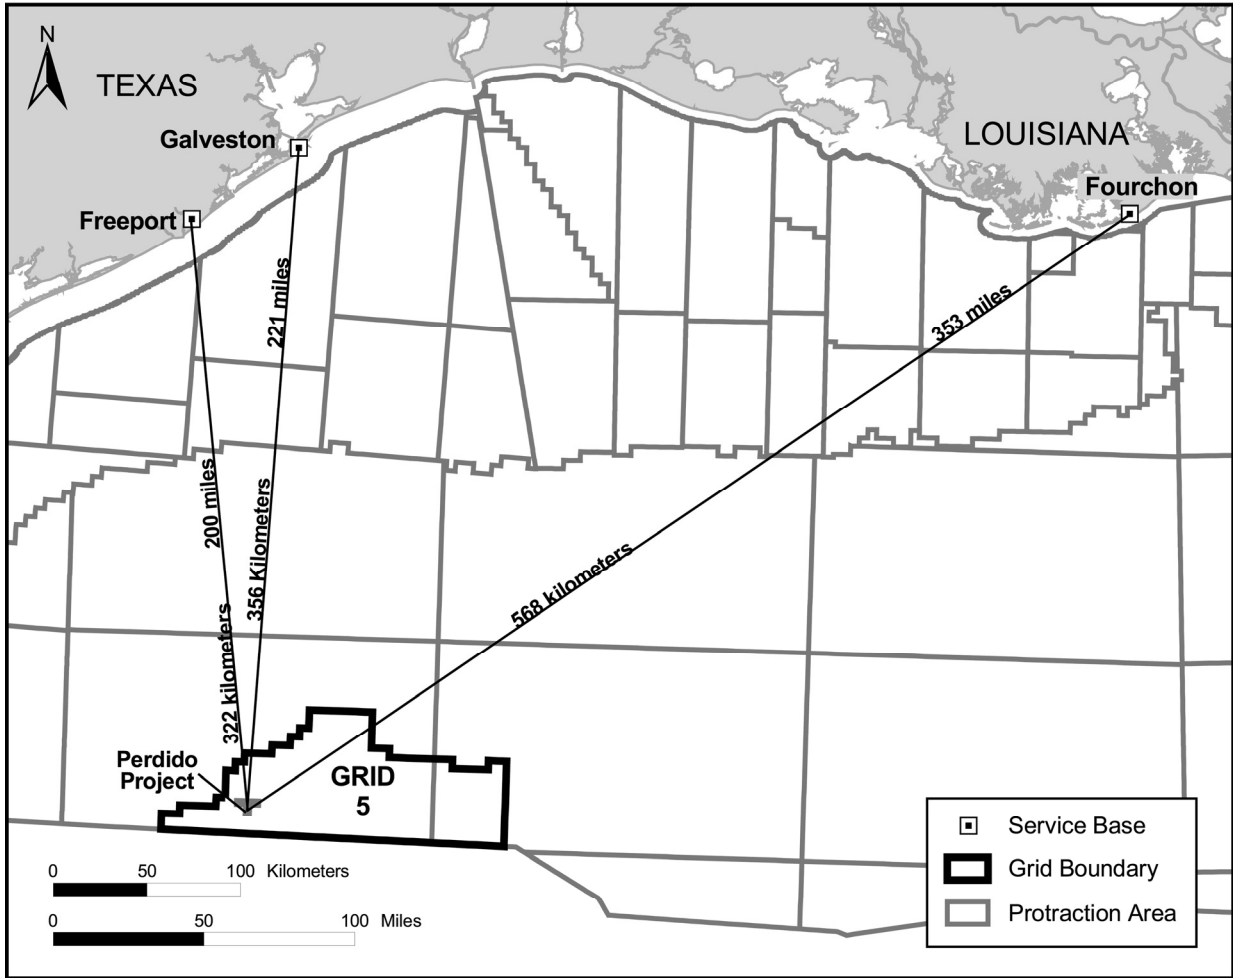 N
TEXAS
Galveston
LOUISIANA
Fourchon
Freeport
221 miles
353 miles
200 miles
356 Kilometers
568 kilometers
322 kilometers
Perdido
Project
GRID
5
Service Base
Grid Boundary
Protraction Area
0 50 100 Kilometers
0 50 100 Miles